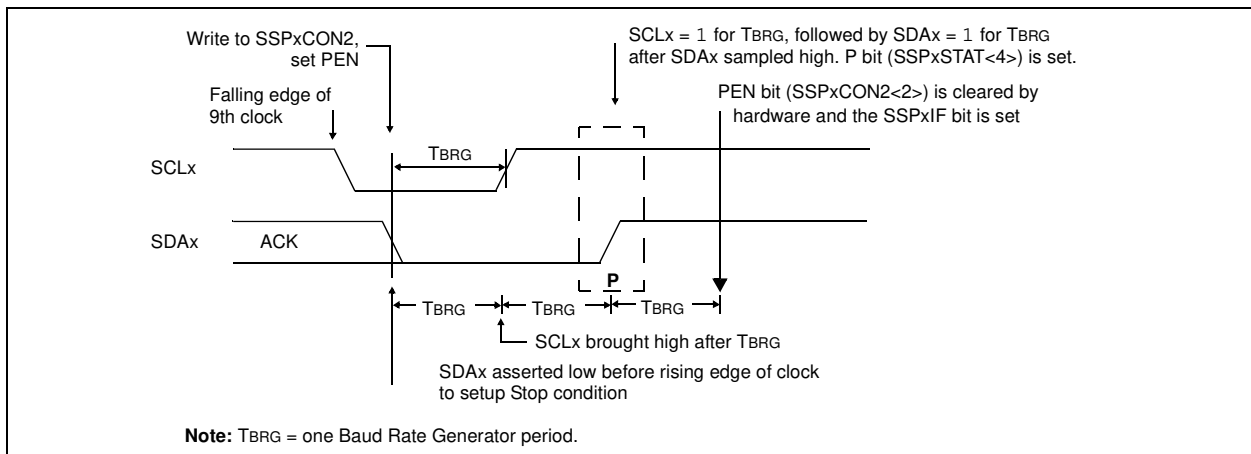 Write to SSPxCON2,
set PEN
SCLx = 1 for TBRG, followed by SDAx = 1 for TBRG
after SDAx sampled high. P bit (SSPxSTAT<4>) is set.
Falling edge of
9th clock
PEN bit (SSPxCON2<2>) is cleared by
hardware and the SSPxIF bit is set
TBRG
SCLx
SDAx
ACK
P
TBRG
TBRG
TBRG
SCLx brought high after TBRG
SDAx asserted low before rising edge of clock
to setup Stop condition
Note: TBRG = one Baud Rate Generator period.